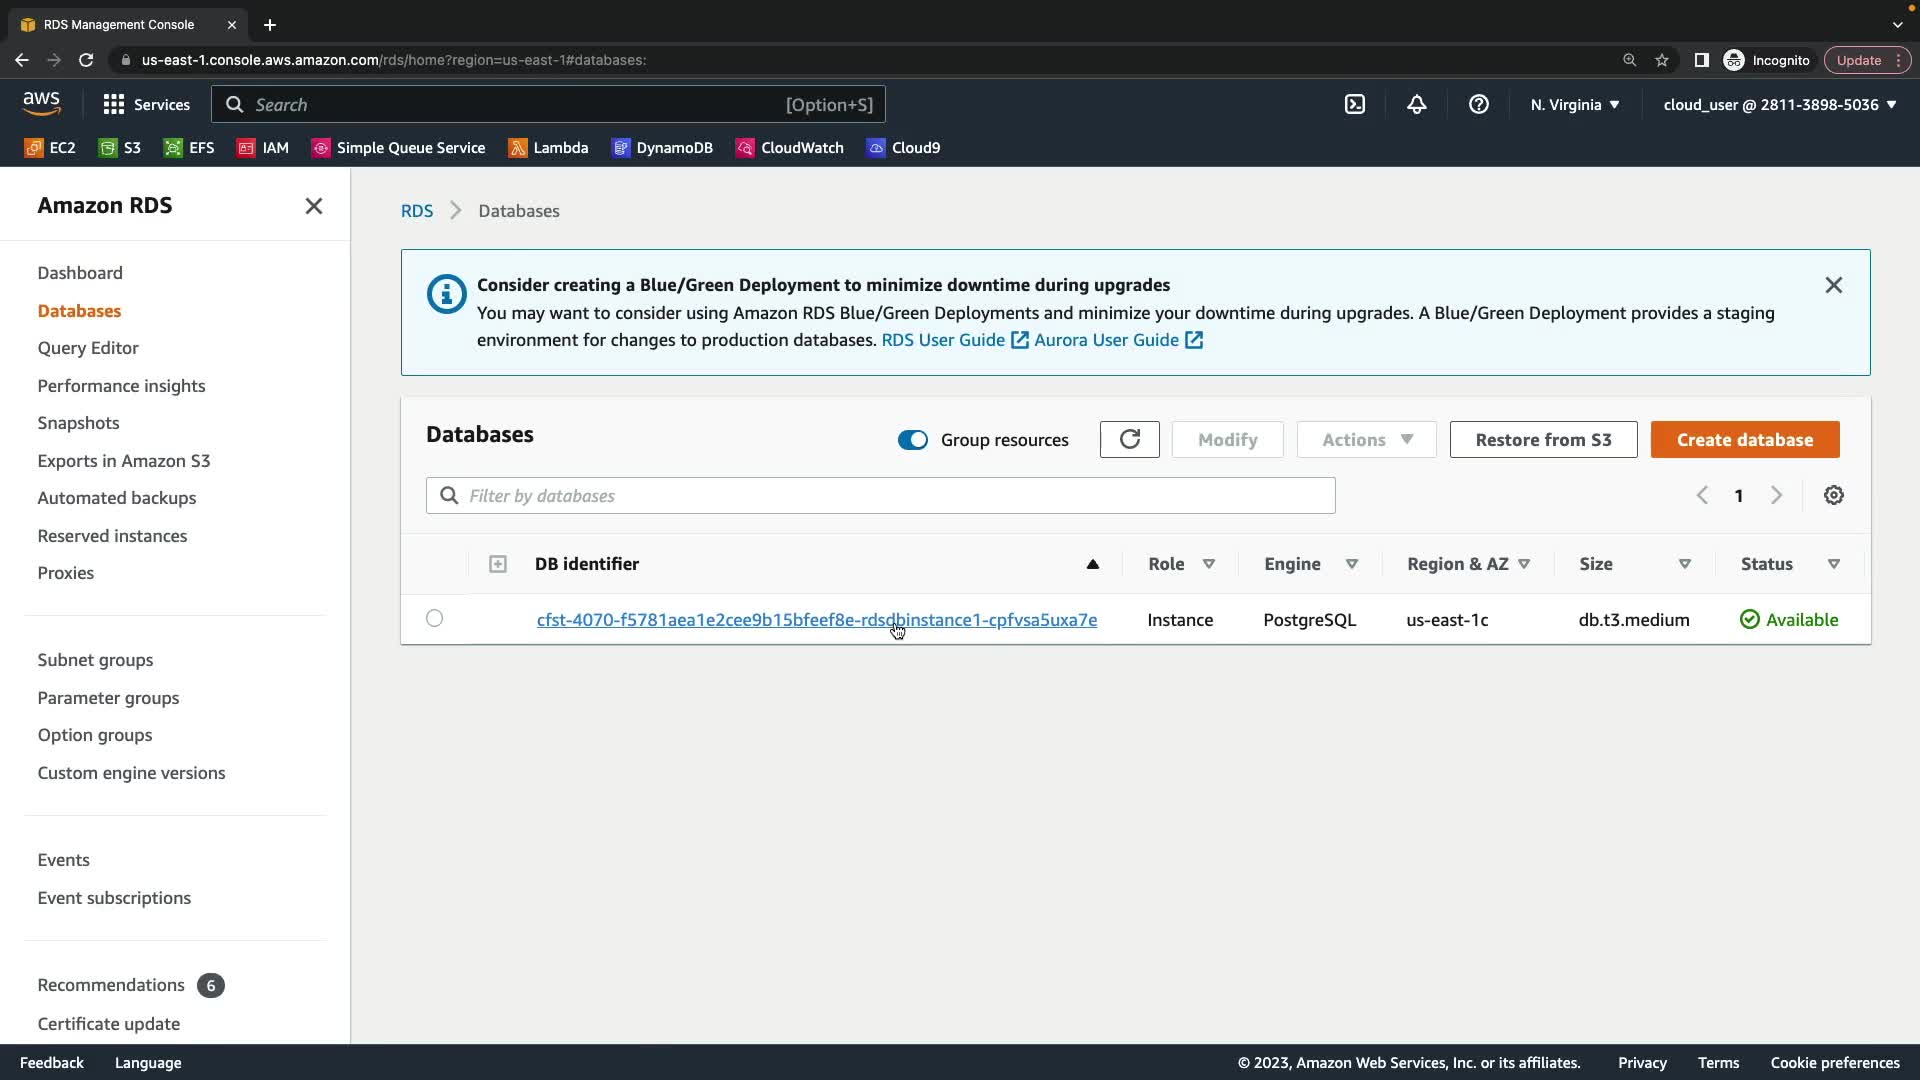 RDS Management Console
us-east-1.console.aws.amazon.com/rds/home?region=us-east-1#databases:
Incognito
Update
aws
Services
Search
[Option+S]
N. Virginia
cloud_user @ 2811-3898-5036
EC2
S3
EFS
IAM
Simple Queue Service
Lambda
DynamoDB
CloudWatch
Cloud9
Amazon RDS
Dashboard
Databases
Query Editor
Performance insights
Snapshots
Exports in Amazon S3
Automated backups
Reserved instances
Proxies
Subnet groups
Parameter groups
Option groups
Custom engine versions
Events
Event subscriptions
Recommendations 6
Certificate update
RDS > Databases
Consider creating a Blue/Green Deployment to minimize downtime during upgrades
You may want to consider using Amazon RDS Blue/Green Deployments and minimize your downtime during upgrades. A Blue/Green Deployment provides a staging
environment for changes to production databases. RDS User Guide Aurora User Guide
Databases
Group resources
Modify
Actions
Restore from S3
Create database
Filter by databases
1
DB identifier
Role
Engine
Region & AZ
Size
Status
cfst-4070-f5781aea1e2cee9b15bfeef8e-rdsdbinstance1-cpfvsa5uxa7e
Instance
PostgreSQL
us-east-1c
db.t3.medium
Available
Feedback
Language
© 2023, Amazon Web Services, Inc. or its affiliates.
Privacy
Terms
Cookie preferences